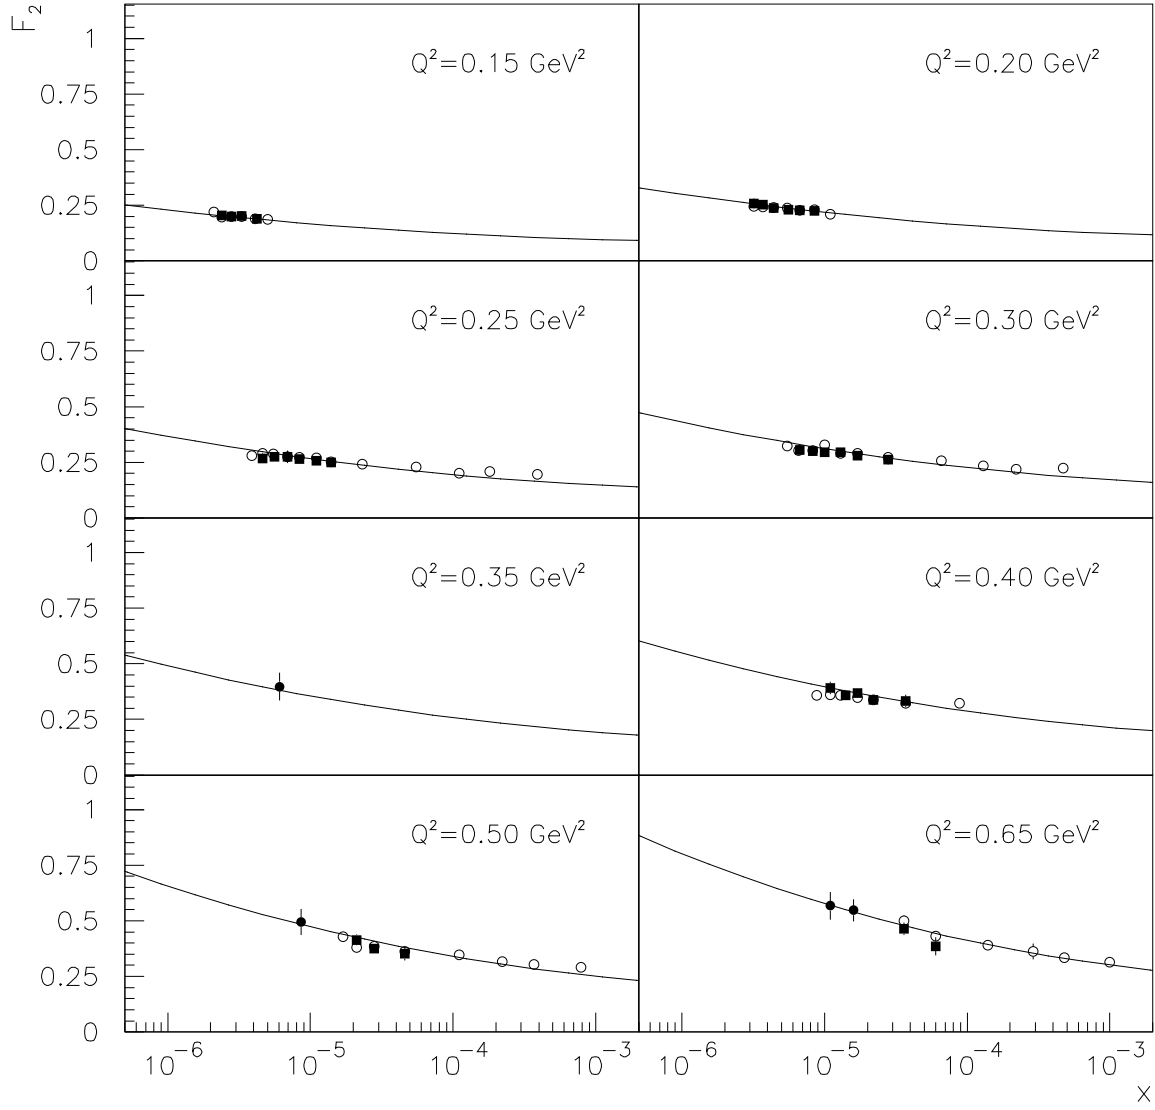 F₂
1 Q²=0.15 GeV² Q²=0.20 GeV²
0.75
0.5
0.25
0
1 Q²=0.25 GeV² Q²=0.30 GeV²
0.75
0.5
0.25
0
1 Q²=0.35 GeV² Q²=0.40 GeV²
0.75
0.5
0.25
0
1 Q²=0.50 GeV² Q²=0.65 GeV²
0.75
0.5
0.25
0
10⁻⁶ 10⁻⁵ 10⁻⁴ 10⁻³ 10⁻⁶ 10⁻⁵ 10⁻⁴ 10⁻³
x